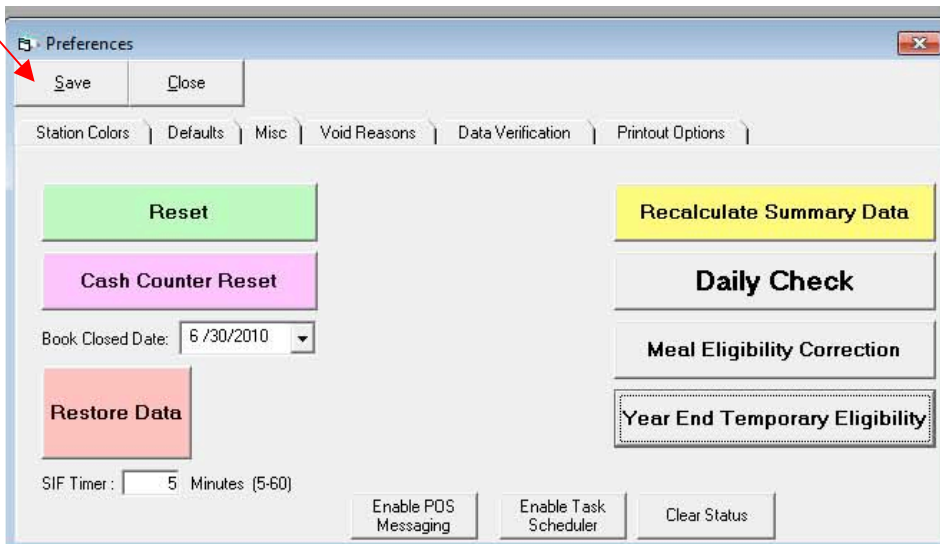 Preferences
Save Close
Station Colors Defaults Misc Void Reasons Data Verification Printout Options
Reset
Recalculate Summary Data
Cash Counter Reset
Daily Check
Book Closed Date: 6 /30/2010
Meal Eligibility Correction
Restore Data
Year End Temporary Eligibility
SIF Timer : 5 Minutes (5-60)
Enable POS
Messaging
Enable Task
Scheduler
Clear Status